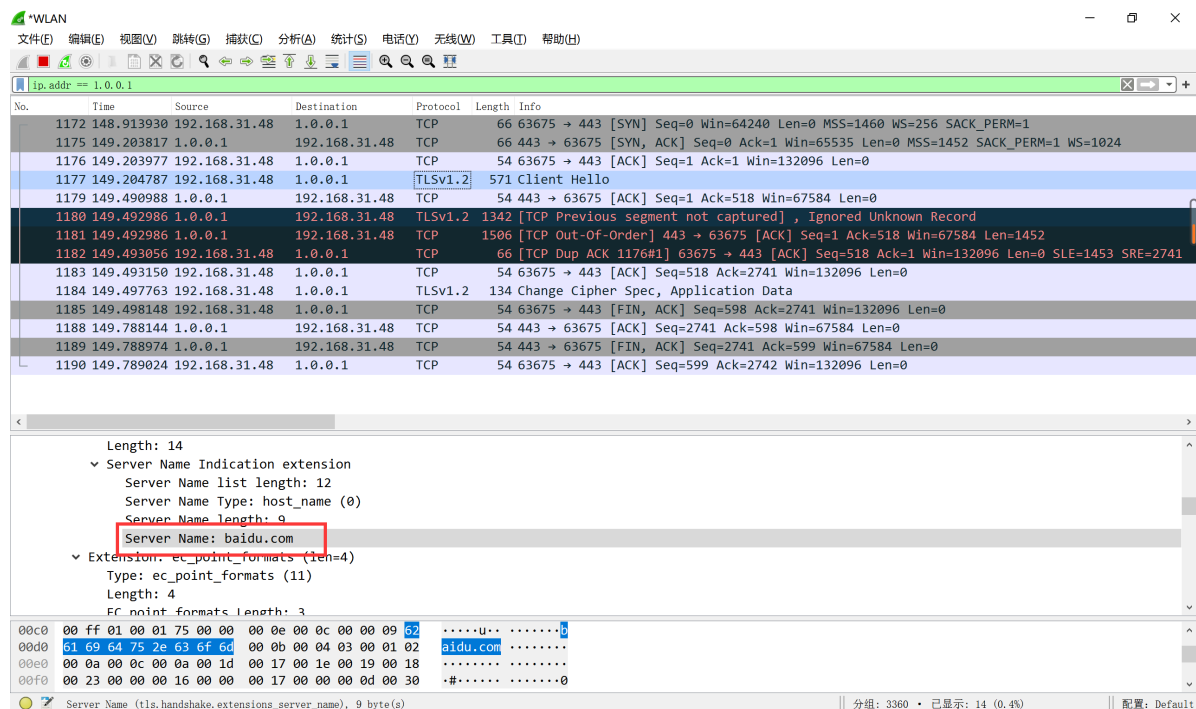 *WLAN
文件(F) 编辑(E) 视图(V) 跳转(G) 捕获(C) 分析(A) 统计(S) 电话(Y) 无线(W) 工具(T) 帮助(H)
ip.addr == 1.0.0.1
No. Time Source Destination Protocol Length Info
1172 148.913930 192.168.31.48 1.0.0.1 TCP 66 63675 → 443 [SYN] Seq=0 Win=64240 Len=0 MSS=1460 WS=256 SACK_PERM=1
1175 149.203817 1.0.0.1 192.168.31.48 TCP 66 443 → 63675 [SYN, ACK] Seq=0 Ack=1 Win=65535 Len=0 MSS=1452 SACK_PERM=1 WS=1024
1176 149.203977 192.168.31.48 1.0.0.1 TCP 54 63675 → 443 [ACK] Seq=1 Ack=1 Win=132096 Len=0
1177 149.204787 192.168.31.48 1.0.0.1 TLSv1.2 571 Client Hello
1179 149.490988 1.0.0.1 192.168.31.48 TCP 54 443 → 63675 [ACK] Seq=1 Ack=518 Win=67584 Len=0
1180 149.492986 1.0.0.1 192.168.31.48 TLSv1.2 1342 [TCP Previous segment not captured] , Ignored Unknown Record
1181 149.492986 1.0.0.1 192.168.31.48 TCP 1506 [TCP Out-Of-Order] 443 → 63675 [ACK] Seq=1 Ack=518 Win=67584 Len=1452
1182 149.493056 192.168.31.48 1.0.0.1 TCP 66 [TCP Dup ACK 1176#1] 63675 → 443 [ACK] Seq=518 Ack=1 Win=132096 Len=0 SLE=1453 SRE=2741
1183 149.493150 192.168.31.48 1.0.0.1 TCP 54 63675 → 443 [ACK] Seq=518 Ack=2741 Win=132096 Len=0
1184 149.497763 192.168.31.48 1.0.0.1 TLSv1.2 134 Change Cipher Spec, Application Data
1185 149.498148 192.168.31.48 1.0.0.1 TCP 54 63675 → 443 [FIN, ACK] Seq=598 Ack=2741 Win=132096 Len=0
1188 149.788144 1.0.0.1 192.168.31.48 TCP 54 443 → 63675 [ACK] Seq=2741 Ack=598 Win=67584 Len=0
1189 149.788974 1.0.0.1 192.168.31.48 TCP 54 443 → 63675 [FIN, ACK] Seq=2741 Ack=599 Win=67584 Len=0
1190 149.789024 192.168.31.48 1.0.0.1 TCP 54 63675 → 443 [ACK] Seq=599 Ack=2742 Win=132096 Len=0
Length: 14
Server Name Indication extension
Server Name list length: 12
Server Name Type: host_name (0)
Server Name length: 9
Server Name: baidu.com
Extension: ec_point_formats (len=4)
Type: ec_point_formats (11)
Length: 4
EC point formats Length: 3
00c0 00 ff 01 00 01 75 00 00 00 0e 00 0c 00 00 09 62 ·····u·· ·······b
00d0 61 69 64 75 2e 63 6f 6d 00 0b 00 04 03 00 01 02 aidu.com ········
00e0 00 0a 00 0c 00 0a 00 1d 00 17 00 1e 00 19 00 18 ········ ········
00f0 00 23 00 00 00 16 00 00 00 17 00 00 00 0d 00 30 ·#······ ·······0
Server Name (tls.handshake.extensions_server_name), 9 byte(s) 分组: 3360 · 已显示: 14 (0.4%) 配置: Default